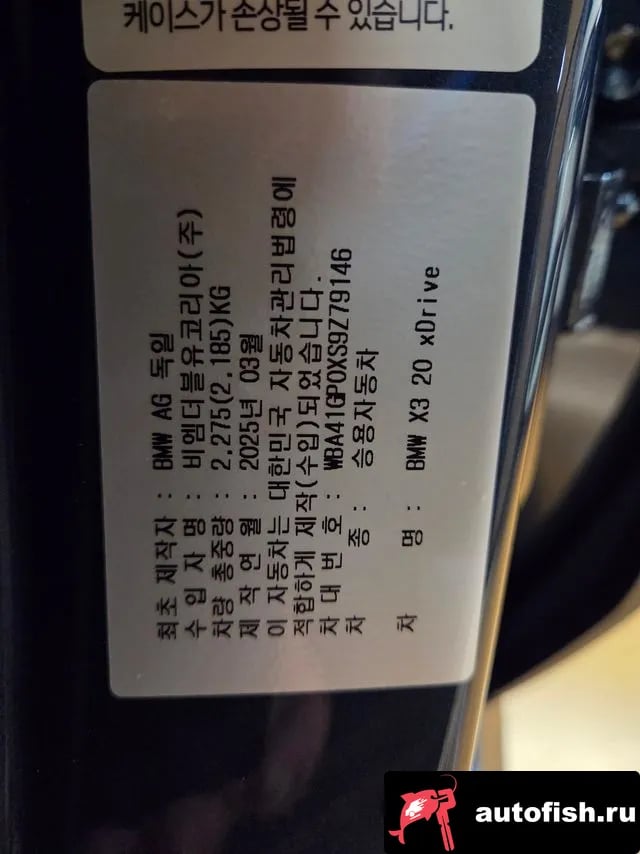 케이스가 손상될 수 있습니다.
최초 제작자 : BMW AG 독일
수 입 자 명 : 비엠더블유코리아(주)
차량 총중량 : 2,275(2,185)KG
제 작 연 월 : 2025년 03월
이 자동차는 대한민국 자동차관리법령에
적합하게 제작(수입)되었습니다.
차 대 번 호 : WBA41GP0XS9Z79146
차 종 : 승용자동차
차 명 : BMW X3 20 xDrive
autofish.ru